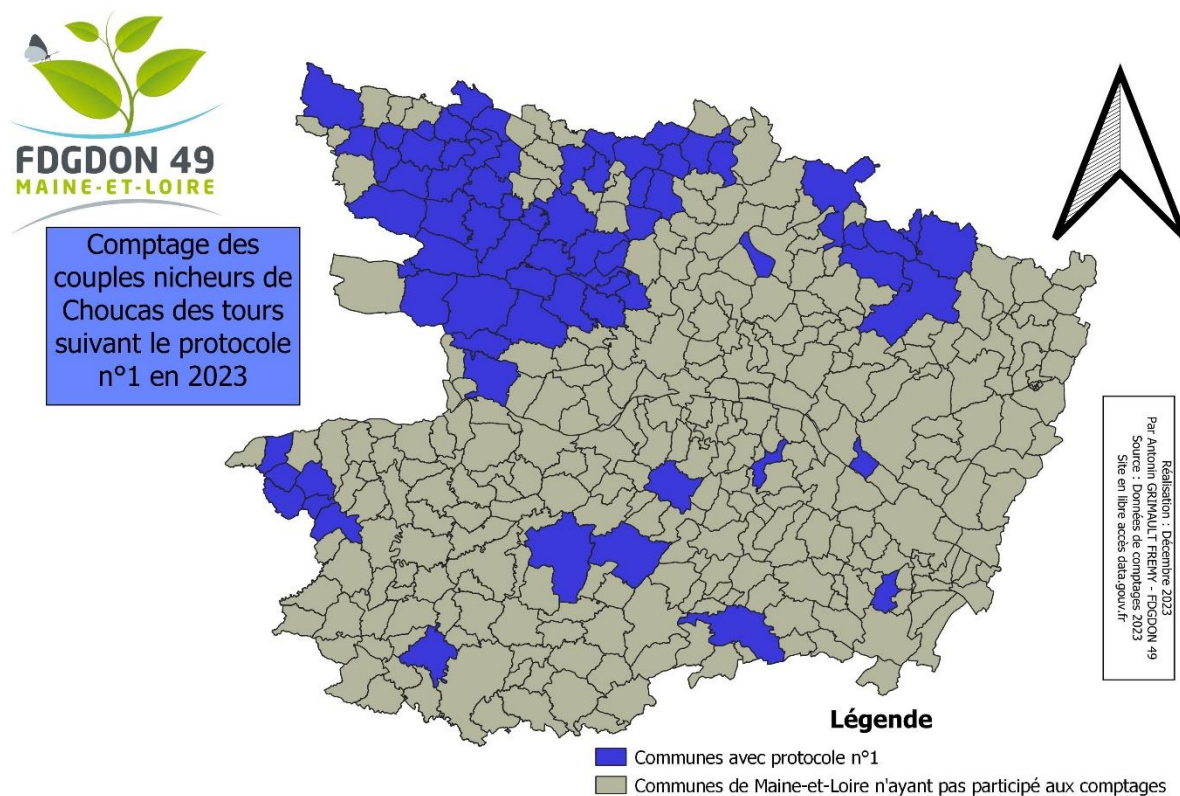 FDGDON 49
MAINE-ET-LOIRE
Comptage des
couples nicheurs de
Choucas des tours
suivant le protocole
n°1 en 2023
Réalisation : Décembre 2023
Par Antonin GRIMAULT FREMY - FDGDON 49
Source : Données de comptages 2023
Site en libre accès data.gouv.fr
Légende
Communes avec protocole n°1
Communes de Maine-et-Loire n'ayant pas participé aux comptages